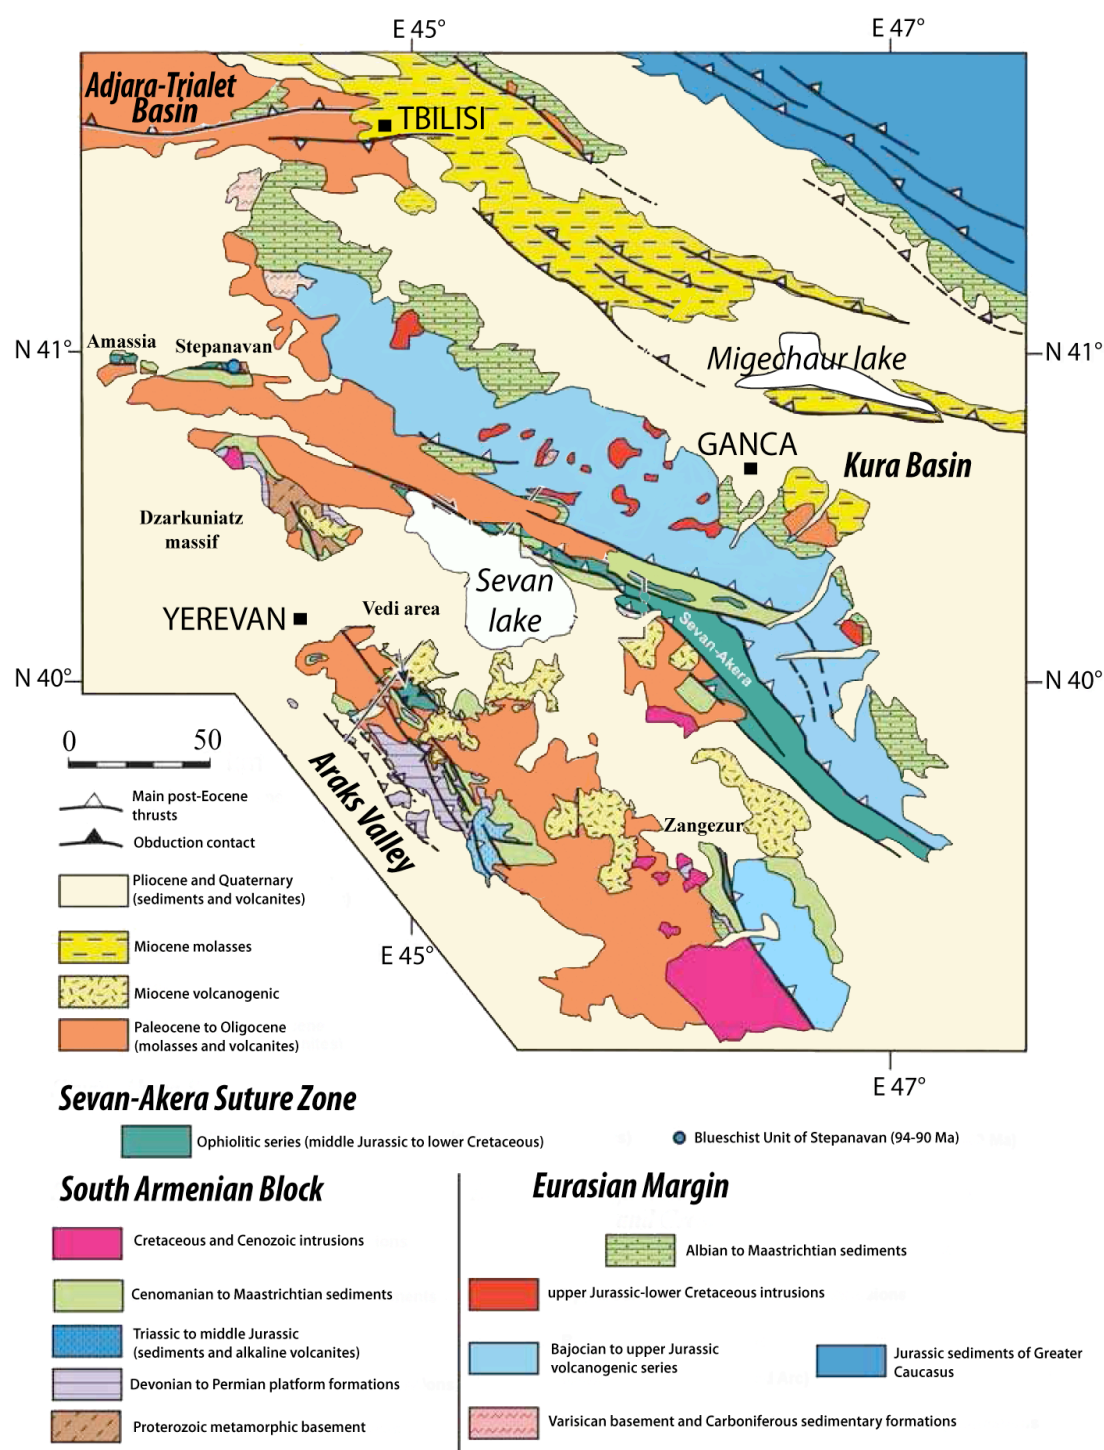 E 45°
E 47°
Adjara-Trialet
Basin
TBILISI
N 41°
N 41°
Amassia
Stepanavan
Migechaur lake
GANCA
Kura Basin
Dzarkuniatz
massif
Sevan
lake
YEREVAN
Vedi area
Sevan-Akera
N 40°
N 40°
0
50
Araks Valley
Zangezur
E 45°
E 47°
Main post-Eocene
thrusts
Obduction contact
Pliocene and Quaternary
(sediments and volcanites)
Miocene molasses
Miocene volcanogenic
Paleocene to Oligocene
(molasses and volcanites)
Sevan-Akera Suture Zone
Ophiolitic series (middle Jurassic to lower Cretaceous)
Blueschist Unit of Stepanavan (94-90 Ma)
South Armenian Block
Cretaceous and Cenozoic intrusions
Cenomanian to Maastrichtian sediments
Triassic to middle Jurassic
(sediments and alkaline volcanites)
Devonian to Permian platform formations
Proterozoic metamorphic basement
Eurasian Margin
Albian to Maastrichtian sediments
upper Jurassic-lower Cretaceous intrusions
Bajocian to upper Jurassic
volcanogenic series
Jurassic sediments of Greater
Caucasus
Varisican basement and Carboniferous sedimentary formations